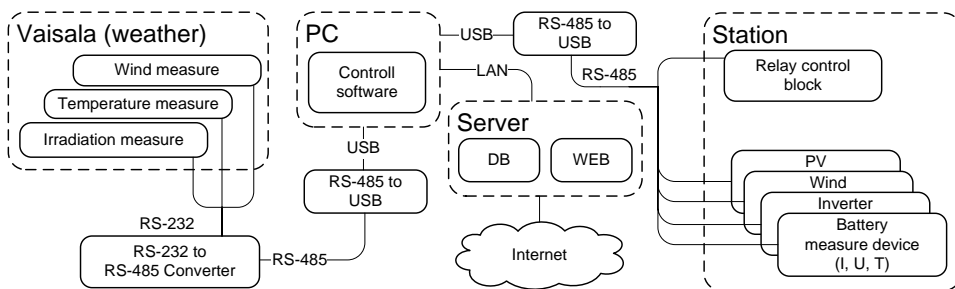 Vaisala (weather)
Wind measure
Temperature measure
Irradiation measure
RS-232
RS-232 to
RS-485 Converter
RS-485
PC
Controll
software
USB
RS-485 to
USB
USB
RS-485 to
USB
RS-485
LAN
Server
DB
WEB
Internet
Station
Relay control
block
PV
Wind
Inverter
Battery
measure device
(I, U, T)